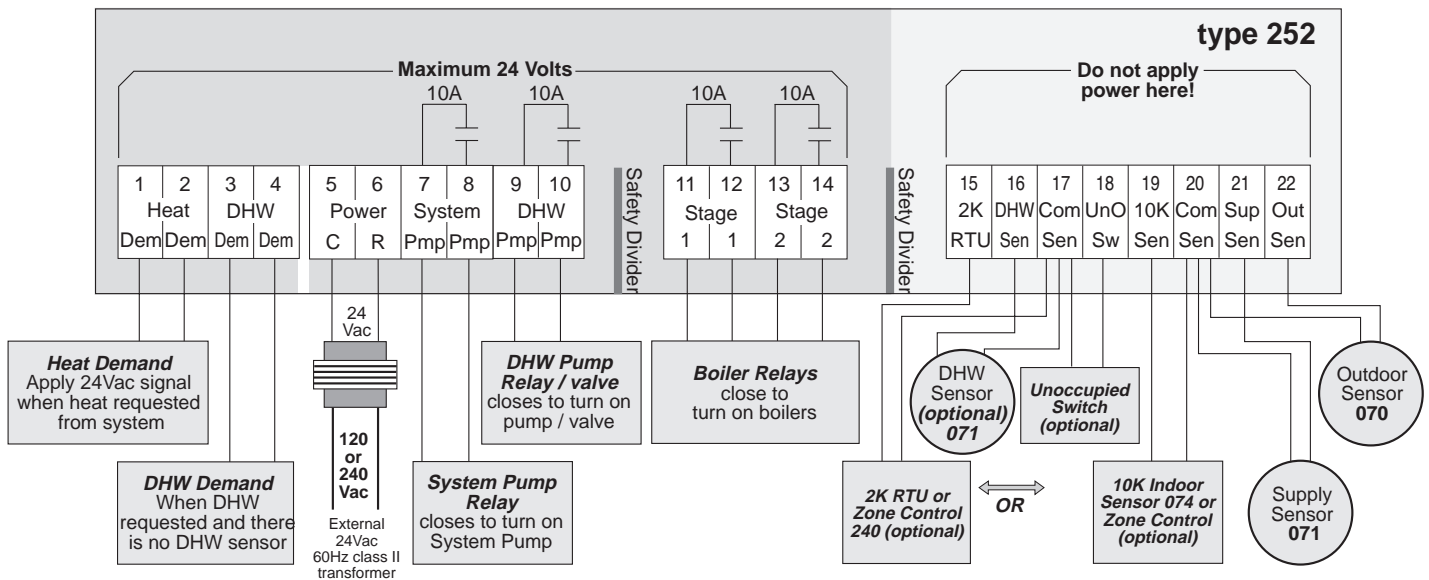 type 252
Maximum 24 Volts
Do not apply
power here!
10A
10A
10A
10A
1 2 3 4
Heat DHW
Dem Dem Dem Dem
5 6 7 8 9 10
Power System DHW
C R Pmp Pmp Pmp Pmp
Safety Divider
11 12 13 14
Stage Stage
1 1 2 2
Safety Divider
15 16 17 18 19 20 21 22
2K DHW Com UnO 10K Com Sup Out
RTU Sen Sen Sw Sen Sen Sen Sen
Heat Demand
Apply 24Vac signal
when heat requested
from system
DHW Demand
When DHW
requested and there
is no DHW sensor
24
Vac
120
or
240
Vac
External
24Vac
60Hz class II
transformer
System Pump
Relay
closes to turn on
System Pump
DHW Pump
Relay / valve
closes to turn on
pump / valve
Boiler Relays
close to
turn on boilers
DHW
Sensor
(optional)
071
2K RTU or
Zone Control
240 (optional)
OR
Unoccupied
Switch
(optional)
10K Indoor
Sensor 074 or
Zone Control
(optional)
Supply
Sensor
071
Outdoor
Sensor
070